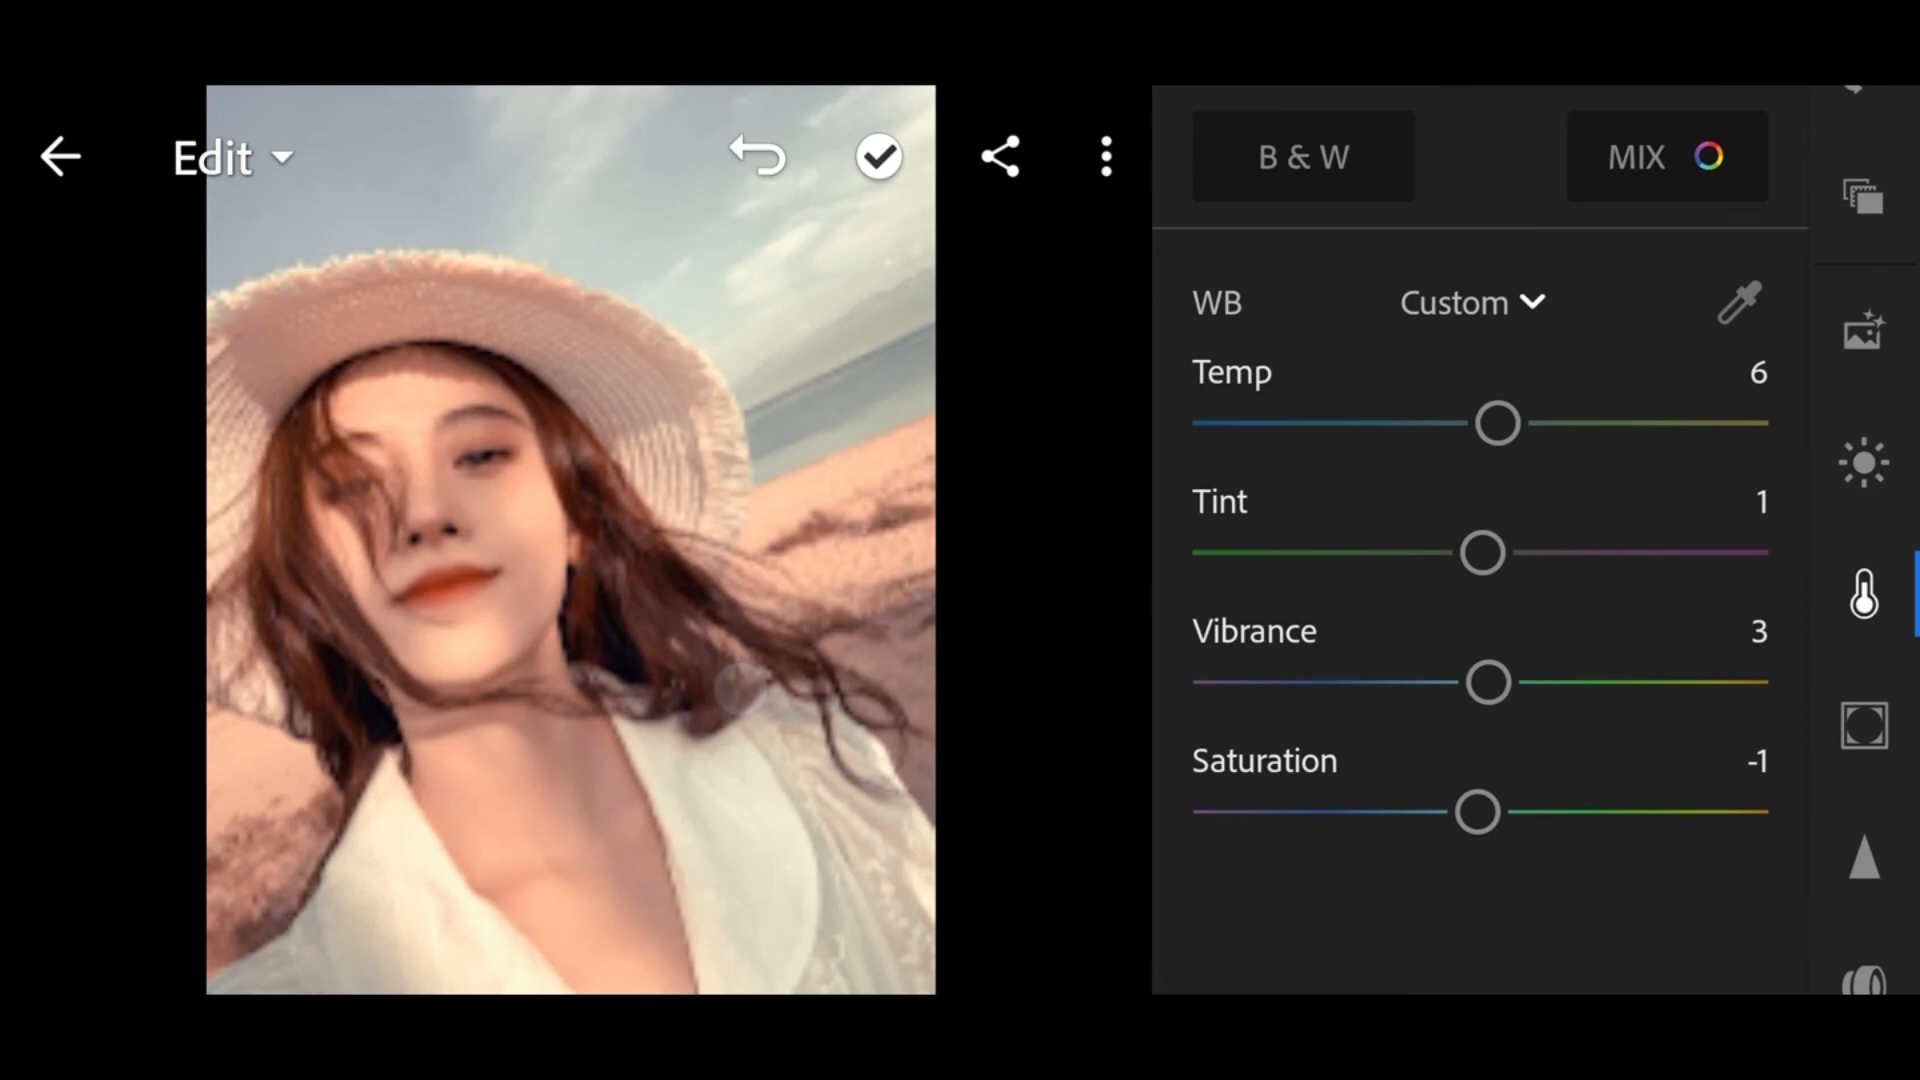 Edit
B & W
MIX
WB
Custom
Temp
6
Tint
1
Vibrance
3
Saturation
-1